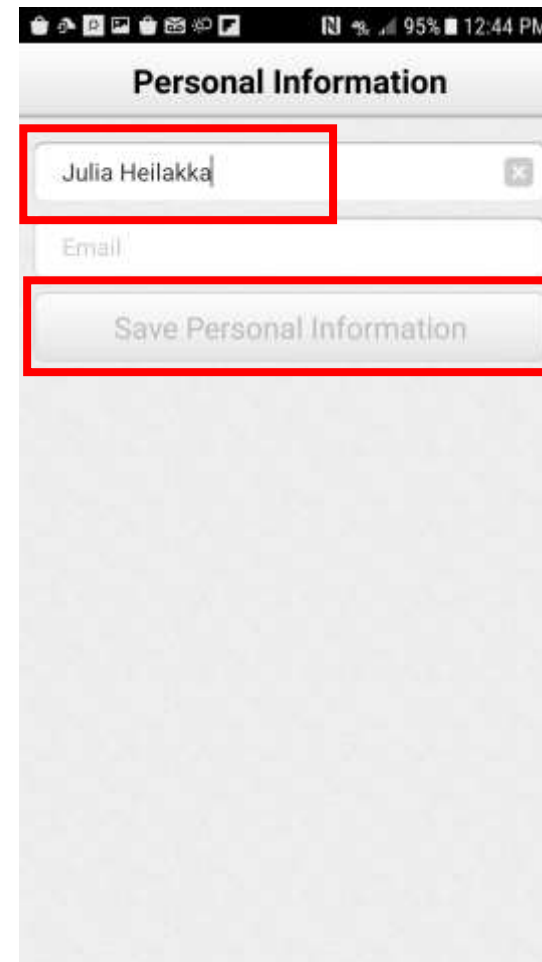 95% 12:44 PM
Personal Information
Julia Heilakka
Email
Save Personal Information